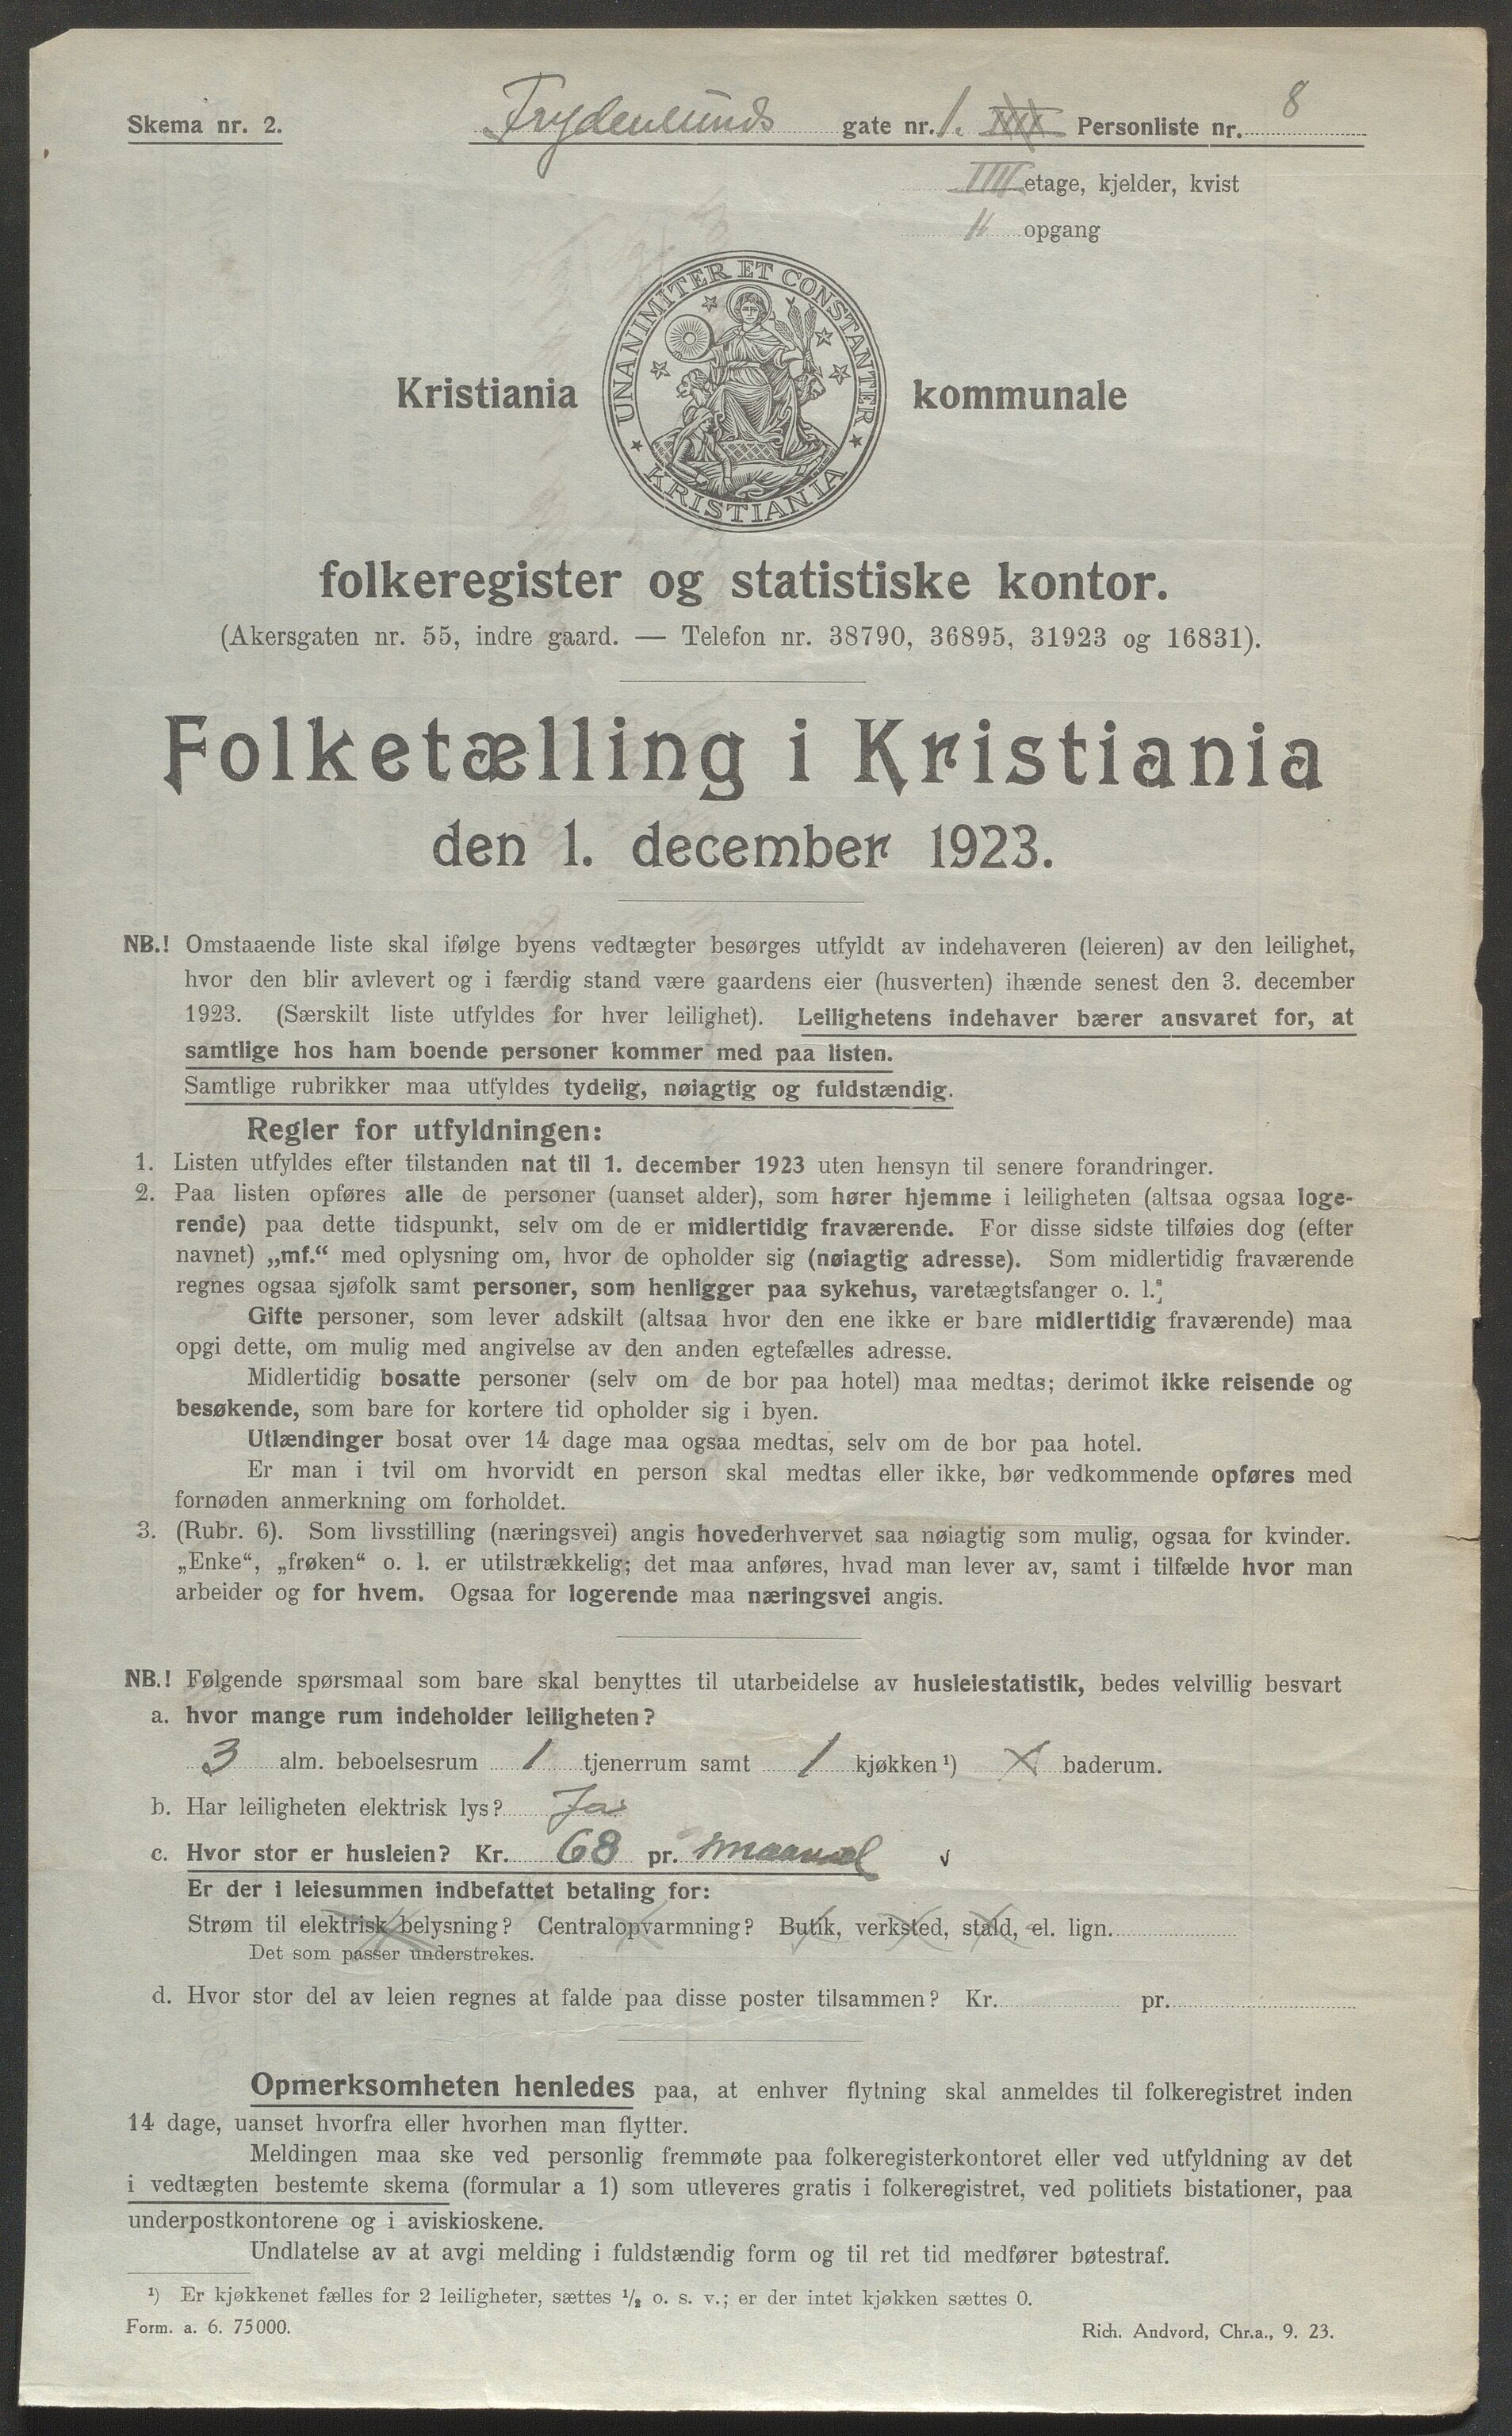 Skema nr. 2. Frydenlunds gate nr. 1. Personliste nr. 8
IIII etage, kjelder, kvist
II opgang
UNANIMITER ET CONSTANTER
KRISTIANIA
Kristiania kommunale
folkeregister og statistiske kontor.
(Akersgaten nr. 55, indre gaard. — Telefon nr. 38790, 36895, 31923 og 16831).
Folketælling i Kristiania
den 1. december 1923.
NB.! Omstaaende liste skal ifølge byens vedtægter besørges utfyldt av indehaveren (leieren) av den leilighet,
hvor den blir avlevert og i færdig stand være gaardens eier (husverten) ihænde senest den 3. december
1923. (Særskilt liste utfyldes for hver leilighet). Leilighetens indehaver bærer ansvaret for, at
samtlige hos ham boende personer kommer med paa listen.
Samtlige rubrikker maa utfyldes tydelig, nøiagtig og fuldstændig.
Regler for utfyldningen:
1. Listen utfyldes efter tilstanden nat til 1. december 1923 uten hensyn til senere forandringer.
2. Paa listen opføres alle de personer (uanset alder), som hører hjemme i leiligheten (altsaa ogsaa loge-
rende) paa dette tidspunkt, selv om de er midlertidig fraværende. For disse sidste tilføies dog (efter
navnet) „mf.“ med oplysning om, hvor de opholder sig (nøiagtig adresse). Som midlertidig fraværende
regnes ogsaa sjøfolk samt personer, som henligger paa sykehus, varetægtsfanger o. l.
Gifte personer, som lever adskilt (altsaa hvor den ene ikke er bare midlertidig fraværende) maa
opgi dette, om mulig med angivelse av den anden egtefælles adresse.
Midlertidig bosatte personer (selv om de bor paa hotel) maa medtas; derimot ikke reisende og
besøkende, som bare for kortere tid opholder sig i byen.
Utlændinger bosat over 14 dage maa ogsaa medtas, selv om de bor paa hotel.
Er man i tvil om hvorvidt en person skal medtas eller ikke, bør vedkommende opføres med
fornøden anmerkning om forholdet.
3. (Rubr. 6). Som livsstilling (næringsvei) angis hovederhvervet saa nøiagtig som mulig, ogsaa for kvinder.
„Enke“, „frøken“ o. l. er utilstrækkelig; det maa anføres, hvad man lever av, samt i tilfælde hvor man
arbeider og for hvem. Ogsaa for logerende maa næringsvei angis.
NB.! Følgende spørsmaal som bare skal benyttes til utarbeidelse av husleiestatistik, bedes velvillig besvart
a. hvor mange rum indeholder leiligheten?
3 alm. beboelsesrum 1 tjenerrum samt 1 kjøkken ¹) X baderum.
b. Har leiligheten elektrisk lys? Ja
c. Hvor stor er husleien? Kr. 68 pr. maaned
Er der i leiesummen indbefattet betaling for:
Strøm til elektrisk belysning? Centralopvarmning? Butik, verksted, stald, el. lign.
Det som passer understrekes.
d. Hvor stor del av leien regnes at falde paa disse poster tilsammen? Kr. pr.
Opmerksomheten henledes paa, at enhver flytning skal anmeldes til folkeregistret inden
14 dage, uanset hvorfra eller hvorhen man flytter.
Meldingen maa ske ved personlig fremmøte paa folkeregisterkontoret eller ved utfyldning av det
i vedtægten bestemte skema (formular a 1) som utleveres gratis i folkeregistret, ved politiets bistationer, paa
underpostkontorene og i aviskioskene.
Undlatelse av at avgi melding i fuldstændig form og til ret tid medfører bøtestraf.
¹) Er kjøkkenet fælles for 2 leiligheter, sættes ¹/₂ o. s. v.; er der intet kjøkken sættes 0.
Form. a. 6. 75000. Rich. Andvord, Chr.a., 9. 23.